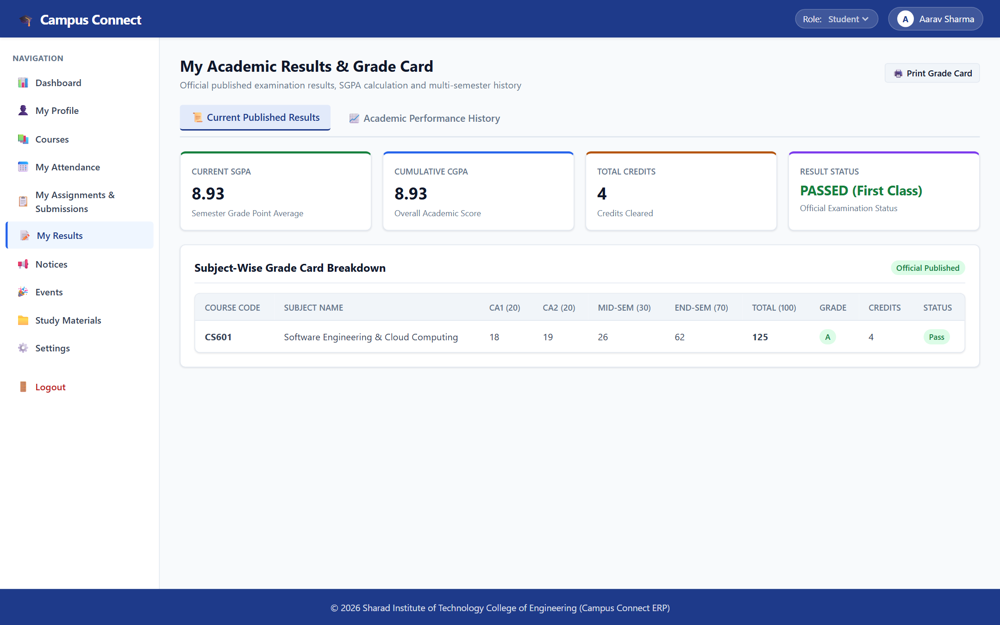 Campus Connect
Role: Student
A Aarav Sharma
NAVIGATION
Dashboard
My Profile
Courses
My Attendance
My Assignments &
Submissions
My Results
Notices
Events
Study Materials
Settings
Logout
My Academic Results & Grade Card
Official published examination results, SGPA calculation and multi-semester history
Print Grade Card
Current Published Results
Academic Performance History
CURRENT SGPA
8.93
Semester Grade Point Average
CUMULATIVE CGPA
8.93
Overall Academic Score
TOTAL CREDITS
4
Credits Cleared
RESULT STATUS
PASSED (First Class)
Official Examination Status
Subject-Wise Grade Card Breakdown
Official Published
COURSE CODE SUBJECT NAME CA1 (20) CA2 (20) MID-SEM (30) END-SEM (70) TOTAL (100) GRADE CREDITS STATUS
CS601 Software Engineering & Cloud Computing 18 19 26 62 125 A 4 Pass
© 2026 Sharad Institute of Technology College of Engineering (Campus Connect ERP)